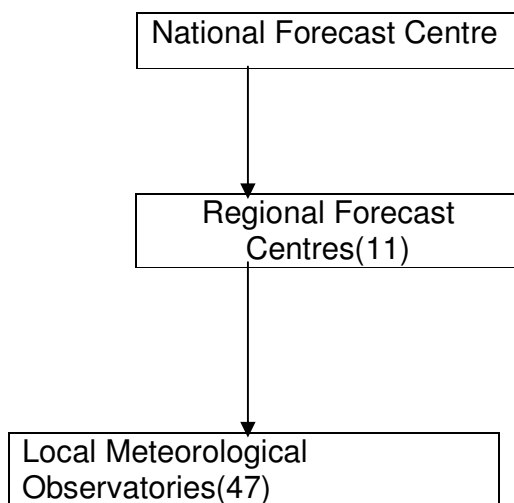 National Forecast Centre
Regional Forecast
Centres(11)
Local Meteorological
Observatories(47)